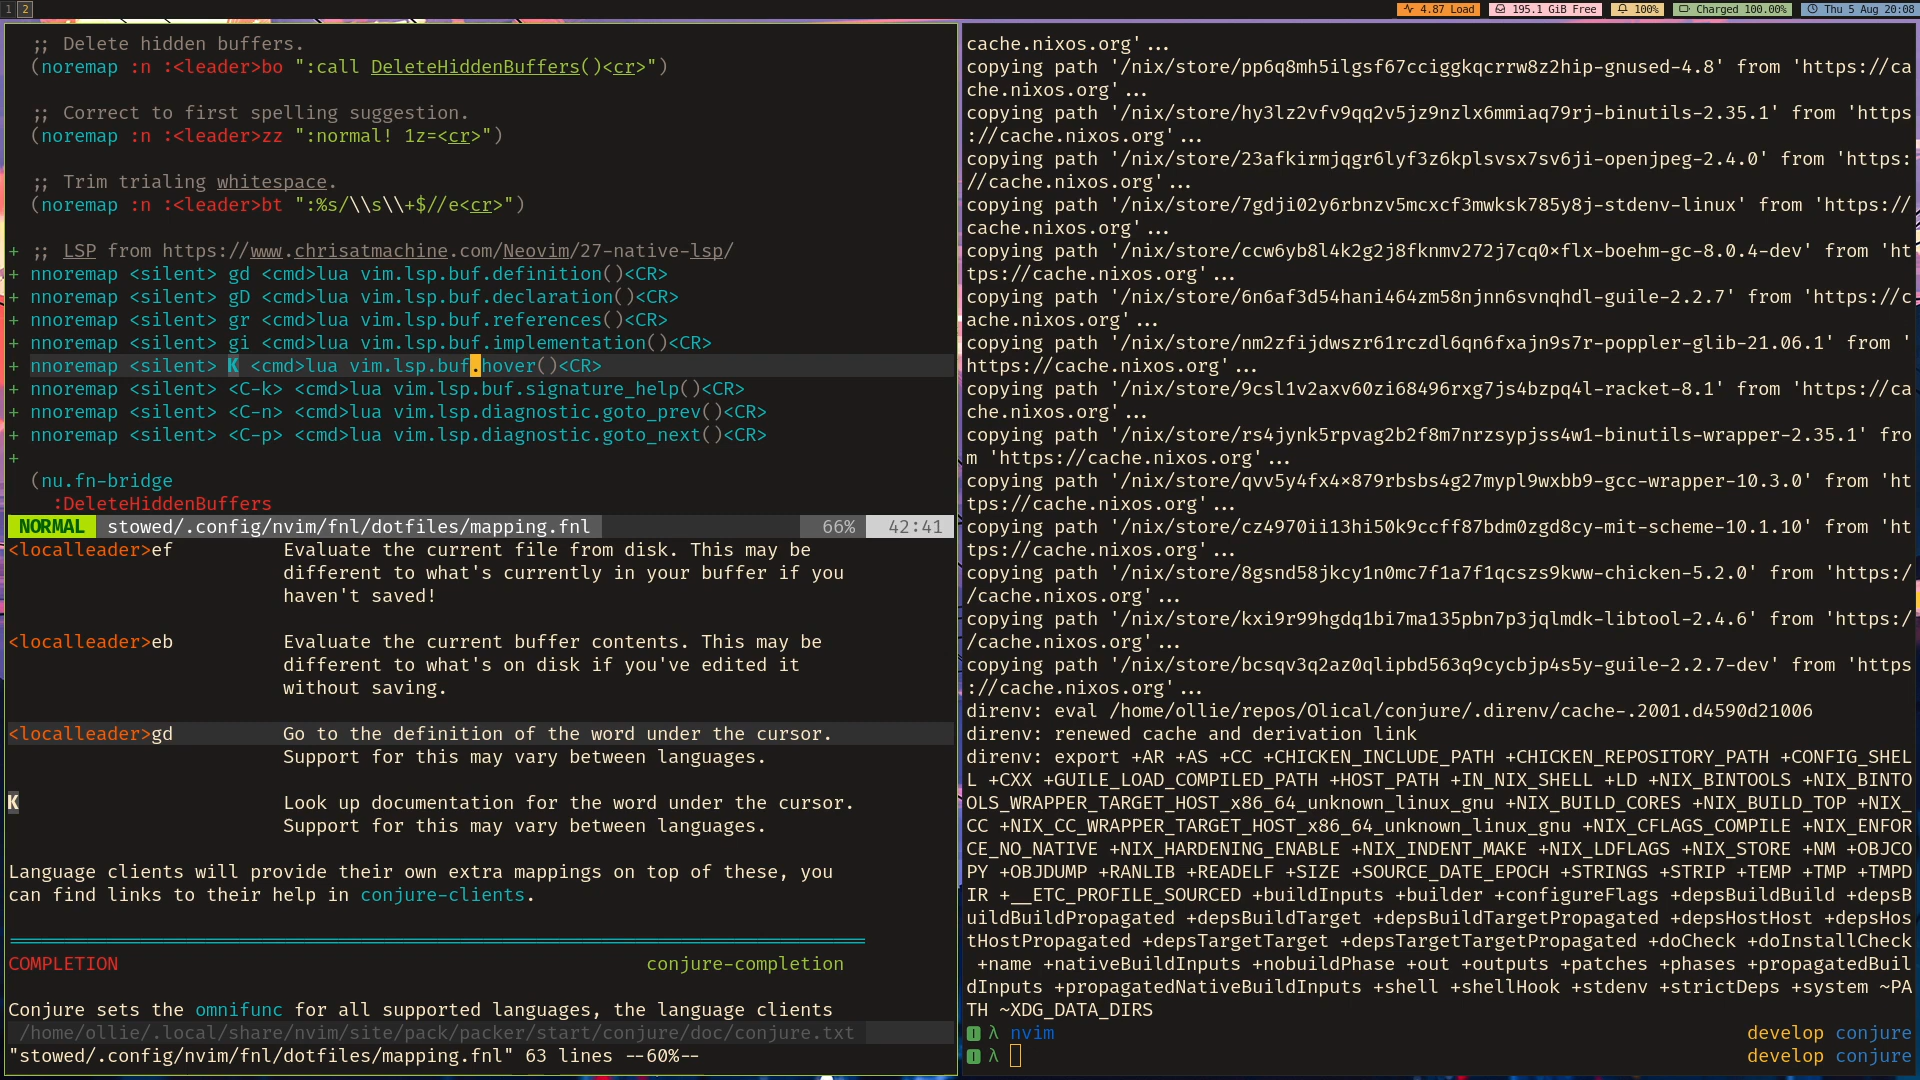 1 2
4.87 Load 195.1 GiB Free 100% Charged 100.00% Thu 5 Aug 20:08
;; Delete hidden buffers.
(noremap :n :<leader>bo ":call DeleteHiddenBuffers()<cr>")
;; Correct to first spelling suggestion.
(noremap :n :<leader>zz ":normal! 1z=<cr>")
;; Trim trialing whitespace.
(noremap :n :<leader>bt ":%s/\\s\\+$//e<cr>")
+ ;; LSP from https://www.chrisatmachine.com/Neovim/27-native-lsp/
+ nnoremap <silent> gd <cmd>lua vim.lsp.buf.definition()<CR>
+ nnoremap <silent> gD <cmd>lua vim.lsp.buf.declaration()<CR>
+ nnoremap <silent> gr <cmd>lua vim.lsp.buf.references()<CR>
+ nnoremap <silent> gi <cmd>lua vim.lsp.buf.implementation()<CR>
+ nnoremap <silent> K <cmd>lua vim.lsp.buf.hover()<CR>
+ nnoremap <silent> <C-k> <cmd>lua vim.lsp.buf.signature_help()<CR>
+ nnoremap <silent> <C-n> <cmd>lua vim.lsp.diagnostic.goto_prev()<CR>
+ nnoremap <silent> <C-p> <cmd>lua vim.lsp.diagnostic.goto_next()<CR>
+
(nu.fn-bridge
:DeleteHiddenBuffers
NORMAL stowed/.config/nvim/fnl/dotfiles/mapping.fnl 66% 42:41
<localleader>ef Evaluate the current file from disk. This may be
different to what's currently in your buffer if you
haven't saved!
<localleader>eb Evaluate the current buffer contents. This may be
different to what's on disk if you've edited it
without saving.
<localleader>gd Go to the definition of the word under the cursor.
Support for this may vary between languages.
K Look up documentation for the word under the cursor.
Support for this may vary between languages.
Language clients will provide their own extra mappings on top of these, you
can find links to their help in conjure-clients.
COMPLETION conjure-completion
Conjure sets the omnifunc for all supported languages, the language clients
/home/ollie/.local/share/nvim/site/pack/packer/start/conjure/doc/conjure.txt
"stowed/.config/nvim/fnl/dotfiles/mapping.fnl" 63 lines --60%--
cache.nixos.org'...
copying path '/nix/store/pp6q8mh5ilgsf67cciggkqcrrw8z2hip-gnused-4.8' from 'https://ca
che.nixos.org'...
copying path '/nix/store/hy3lz2vfv9qq2v5jz9nzlx6mmiaq79rj-binutils-2.35.1' from 'https
://cache.nixos.org'...
copying path '/nix/store/23afkirmjqgr6lyf3z6kplsvsx7sv6ji-openjpeg-2.4.0' from 'https:
//cache.nixos.org'...
copying path '/nix/store/7gdji02y6rbnzv5mcxcf3mwksk785y8j-stdenv-linux' from 'https://
cache.nixos.org'...
copying path '/nix/store/ccw6yb8l4k2g2j8fknmv272j7cq0×flx-boehm-gc-8.0.4-dev' from 'ht
tps://cache.nixos.org'...
copying path '/nix/store/6n6af3d54hani464zm58njnn6svnqhdl-guile-2.2.7' from 'https://c
ache.nixos.org'...
copying path '/nix/store/nm2zfijdwszr61rczdl6qn6fxajn9s7r-poppler-glib-21.06.1' from '
https://cache.nixos.org'...
copying path '/nix/store/9csl1v2axv60zi68496rxg7js4bzpq4l-racket-8.1' from 'https://ca
che.nixos.org'...
copying path '/nix/store/rs4jynk5rpvag2b2f8m7nrzsypjss4w1-binutils-wrapper-2.35.1' fro
m 'https://cache.nixos.org'...
copying path '/nix/store/qvv5y4fx4×879rbsbs4g27mypl9wxbb9-gcc-wrapper-10.3.0' from 'ht
tps://cache.nixos.org'...
copying path '/nix/store/cz4970ii13hi50k9ccff87bdm0zgd8cy-mit-scheme-10.1.10' from 'ht
tps://cache.nixos.org'...
copying path '/nix/store/8gsnd58jkcy1n0mc7f1a7f1qcszs9kww-chicken-5.2.0' from 'https:/
/cache.nixos.org'...
copying path '/nix/store/kxi9r99hgdq1bi7ma135pbn7p3jqlmdk-libtool-2.4.6' from 'https:/
/cache.nixos.org'...
copying path '/nix/store/bcsqv3q2az0qlipbd563q9cycbjp4s5y-guile-2.2.7-dev' from 'https
://cache.nixos.org'...
direnv: eval /home/ollie/repos/Olical/conjure/.direnv/cache-.2001.d4590d21006
direnv: renewed cache and derivation link
direnv: export +AR +AS +CC +CHICKEN_INCLUDE_PATH +CHICKEN_REPOSITORY_PATH +CONFIG_SHEL
L +CXX +GUILE_LOAD_COMPILED_PATH +HOST_PATH +IN_NIX_SHELL +LD +NIX_BINTOOLS +NIX_BINTO
OLS_WRAPPER_TARGET_HOST_x86_64_unknown_linux_gnu +NIX_BUILD_CORES +NIX_BUILD_TOP +NIX_
CC +NIX_CC_WRAPPER_TARGET_HOST_x86_64_unknown_linux_gnu +NIX_CFLAGS_COMPILE +NIX_ENFOR
CE_NO_NATIVE +NIX_HARDENING_ENABLE +NIX_INDENT_MAKE +NIX_LDFLAGS +NIX_STORE +NM +OBJCO
PY +OBJDUMP +RANLIB +READELF +SIZE +SOURCE_DATE_EPOCH +STRINGS +STRIP +TEMP +TMP +TMPD
IR +__ETC_PROFILE_SOURCED +buildInputs +builder +configureFlags +depsBuildBuild +depsB
uildBuildPropagated +depsBuildTarget +depsBuildTargetPropagated +depsHostHost +depsHos
tHostPropagated +depsTargetTarget +depsTargetTargetPropagated +doCheck +doInstallCheck
+name +nativeBuildInputs +nobuildPhase +out +outputs +patches +phases +propagatedBuil
dInputs +propagatedNativeBuildInputs +shell +shellHook +stdenv +strictDeps +system ~PA
TH ~XDG_DATA_DIRS
I λ nvim develop conjure
I λ develop conjure